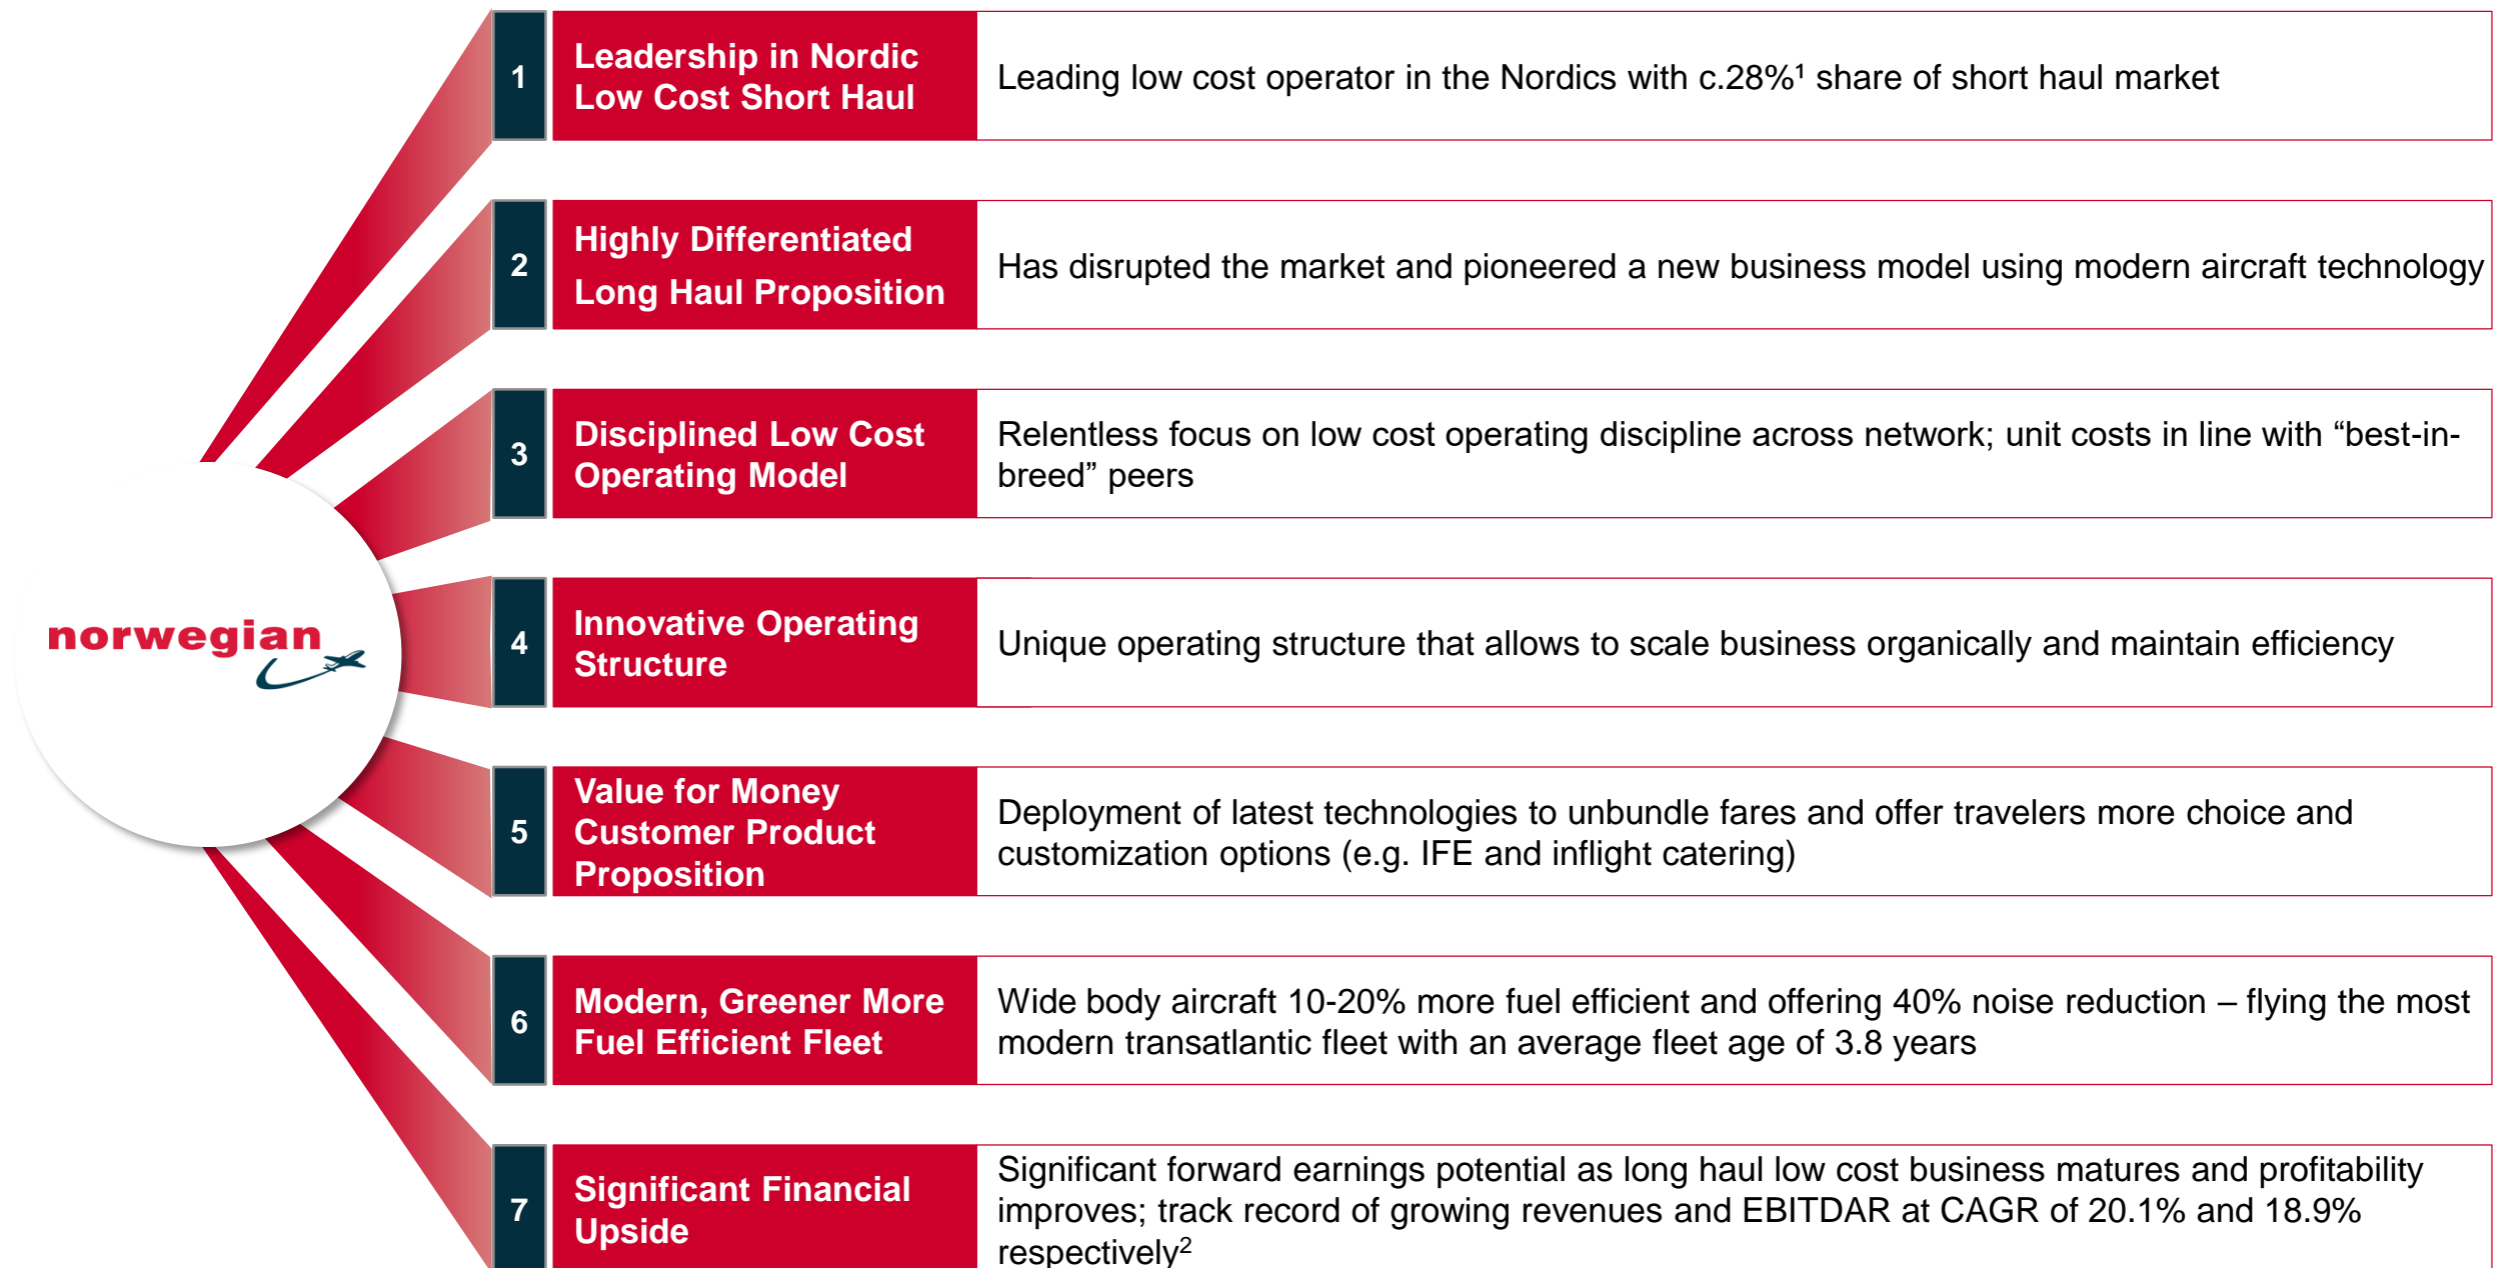 norwegian
1
Leadership in Nordic
Low Cost Short Haul
Leading low cost operator in the Nordics with c.28%¹ share of short haul market
2
Highly Differentiated
Long Haul Proposition
Has disrupted the market and pioneered a new business model using modern aircraft technology
3
Disciplined Low Cost
Operating Model
Relentless focus on low cost operating discipline across network; unit costs in line with “best-in-
breed” peers
4
Innovative Operating
Structure
Unique operating structure that allows to scale business organically and maintain efficiency
5
Value for Money
Customer Product
Proposition
Deployment of latest technologies to unbundle fares and offer travelers more choice and
customization options (e.g. IFE and inflight catering)
6
Modern, Greener More
Fuel Efficient Fleet
Wide body aircraft 10-20% more fuel efficient and offering 40% noise reduction – flying the most
modern transatlantic fleet with an average fleet age of 3.8 years
7
Significant Financial
Upside
Significant forward earnings potential as long haul low cost business matures and profitability
improves; track record of growing revenues and EBITDAR at CAGR of 20.1% and 18.9%
respectively²